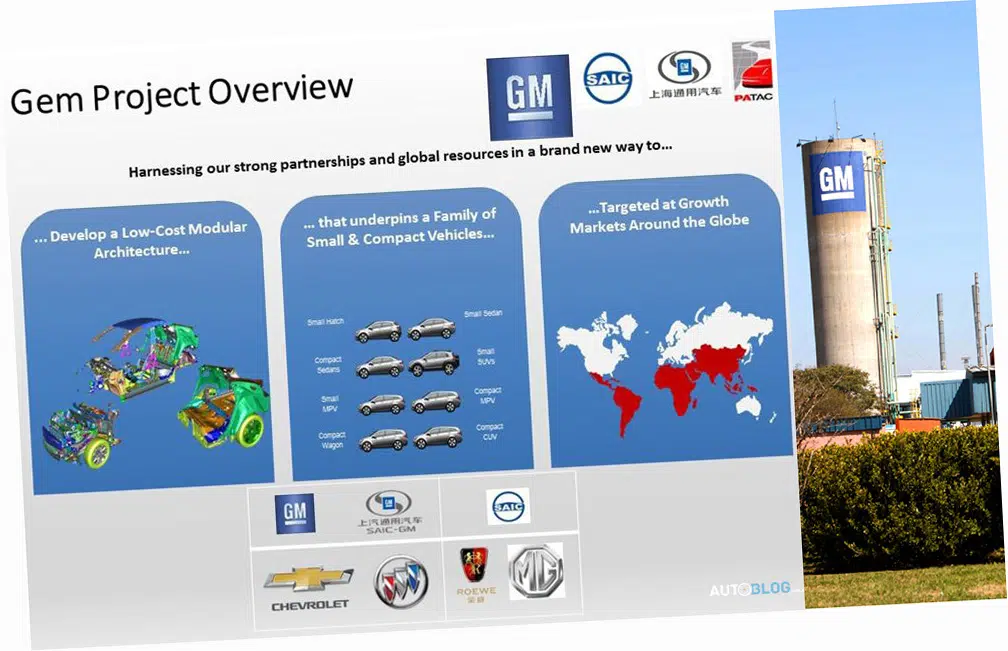 Gem Project Overview
GM
SAIC
GM
上海通用汽车
PATAC
Harnessing our strong partnerships and global resources in a brand new way to...
... Develop a Low-Cost Modular
Architecture...
... that underpins a Family of
Small & Compact Vehicles...
...Targeted at Growth
Markets Around the Globe
Small Hatch
Small Sedan
Compact
Sedans
Small
SUVs
Small
MPV
Compact
MPV
Compact
Wagon
Compact
CUV
GM
GM
上汽通用汽车
SAIC-GM
SAIC
CHEVROLET
ROEWE
荣威
MG
AUTOBLOG
GM